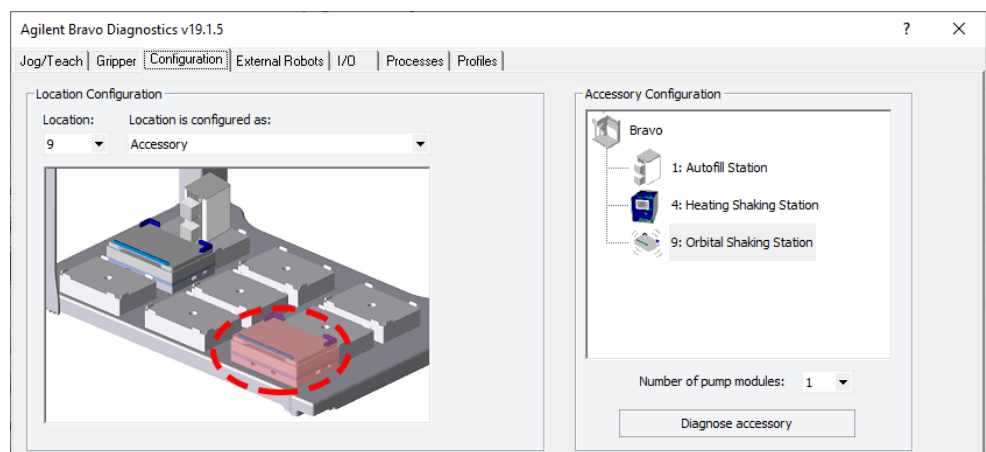 Agilent Bravo Diagnostics v19.1.5
?
Jog/Teach Gripper Configuration External Robots I/O Processes Profiles
Location Configuration
Location: Location is configured as:
9 Accessory
Accessory Configuration
Bravo
1: Autofill Station
4: Heating Shaking Station
9: Orbital Shaking Station
Number of pump modules: 1
Diagnose accessory